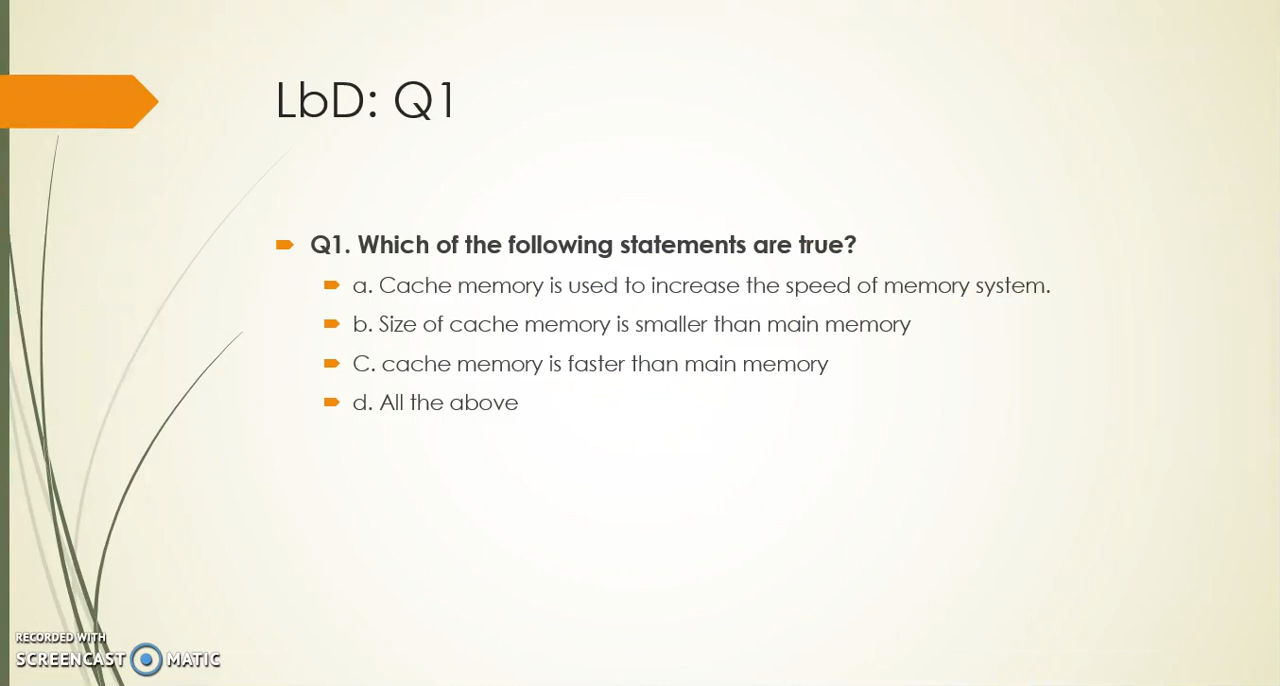 LbD: Q1
Q1. Which of the following statements are true?
a. Cache memory is used to increase the speed of memory system.
b. Size of cache memory is smaller than main memory
C. cache memory is faster than main memory
d. All the above
RECORDED WITH
SCREENCAST MATIC